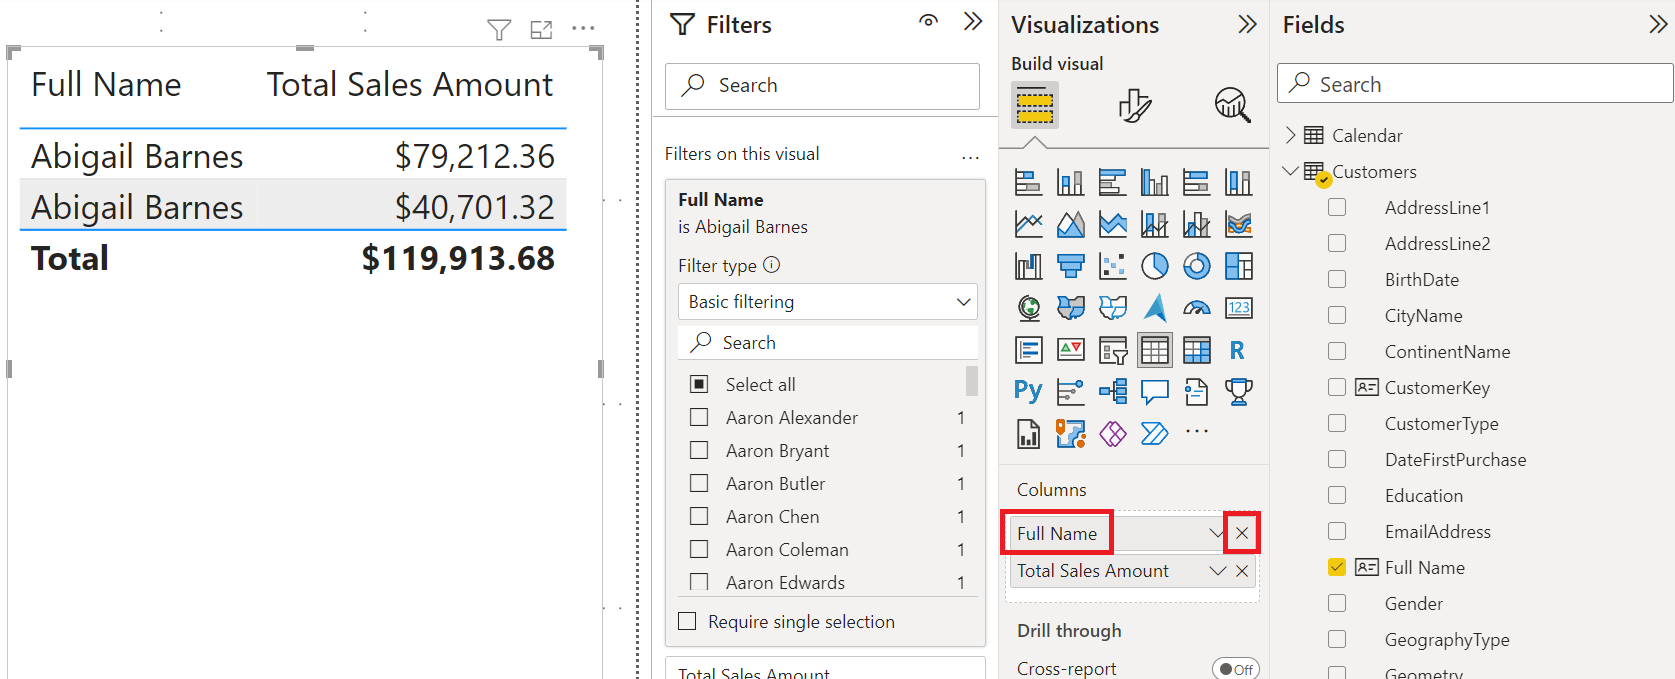 Full Name Total Sales Amount
Abigail Barnes $79,212.36
Abigail Barnes $40,701.32
Total $119,913.68
Filters
Search
Filters on this visual
Full Name
is Abigail Barnes
Filter type
Basic filtering
Search
Select all
Aaron Alexander 1
Aaron Bryant 1
Aaron Butler 1
Aaron Chen 1
Aaron Coleman 1
Aaron Edwards 1
Require single selection
Total Sales Amount
Visualizations
Build visual
123
R
Py
Columns
Full Name
Total Sales Amount
Drill through
Cross-report Off
Fields
Search
Calendar
Customers
AddressLine1
AddressLine2
BirthDate
CityName
ContinentName
CustomerKey
CustomerType
DateFirstPurchase
Education
EmailAddress
Full Name
Gender
GeographyType
Geometry